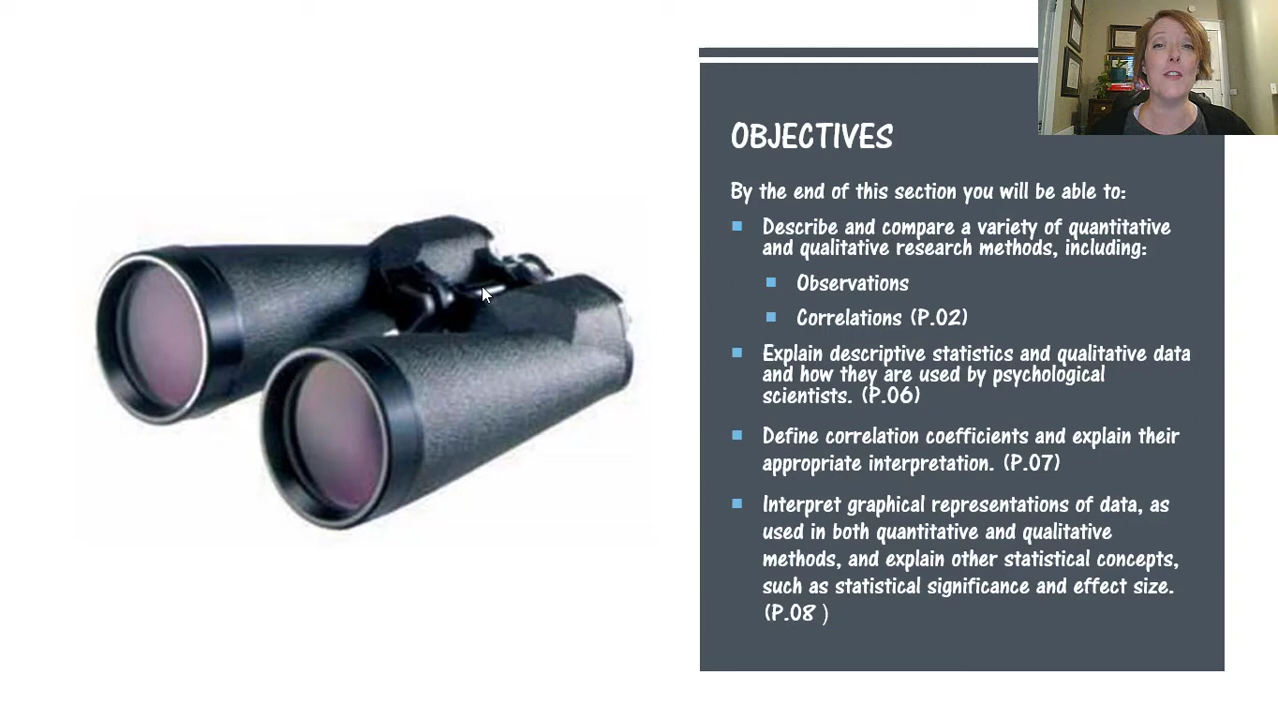 OBJECTIVES
By the end of this section you will be able to:
Describe and compare a variety of quantitative
and qualitative research methods, including:
Observations
Correlations (P.02)
Explain descriptive statistics and qualitative data
and how they are used by psychological
scientists. (P.06)
Define correlation coefficients and explain their
appropriate interpretation. (P.07)
Interpret graphical representations of data, as
used in both quantitative and qualitative
methods, and explain other statistical concepts,
such as statistical significance and effect size.
(P.08 )